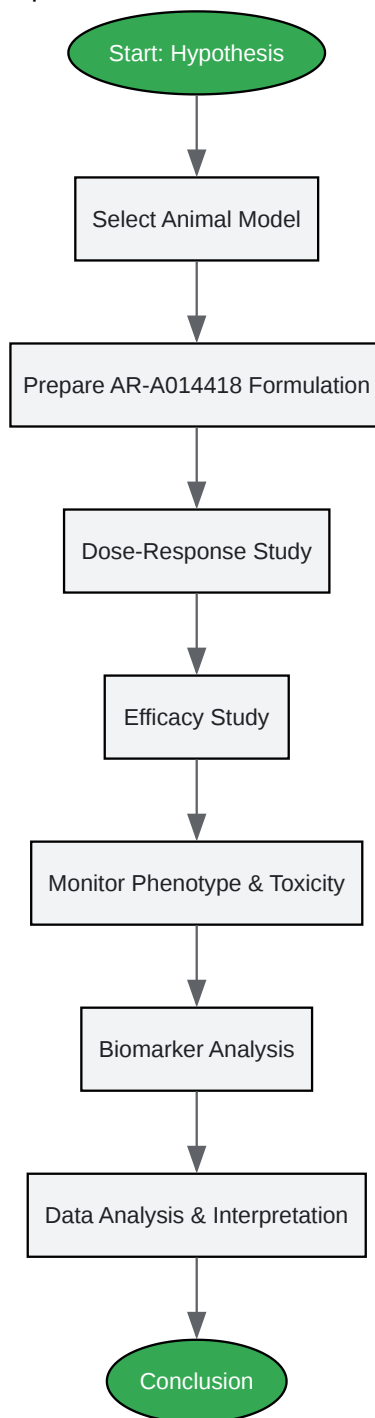 Start: Hypothesis
Select Animal Model
Prepare AR-A014418 Formulation
Dose-Response Study
Efficacy Study
Monitor Phenotype & Toxicity
Biomarker Analysis
Data Analysis & Interpretation
Conclusion